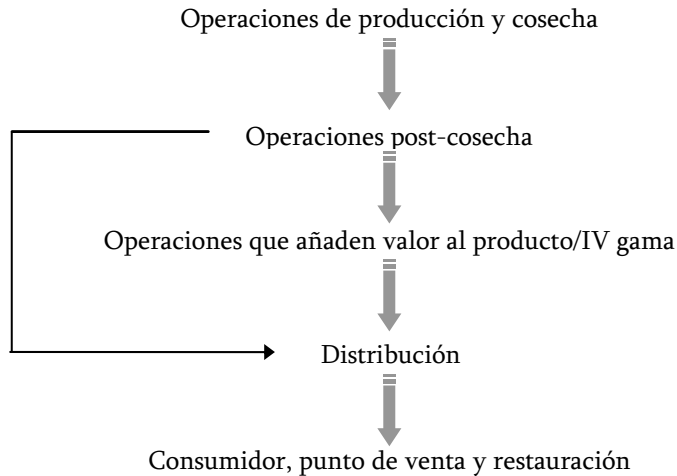 Operaciones de producción y cosecha
Operaciones post-cosecha
Operaciones que añaden valor al producto/IV gama
Distribución
Consumidor, punto de venta y restauración